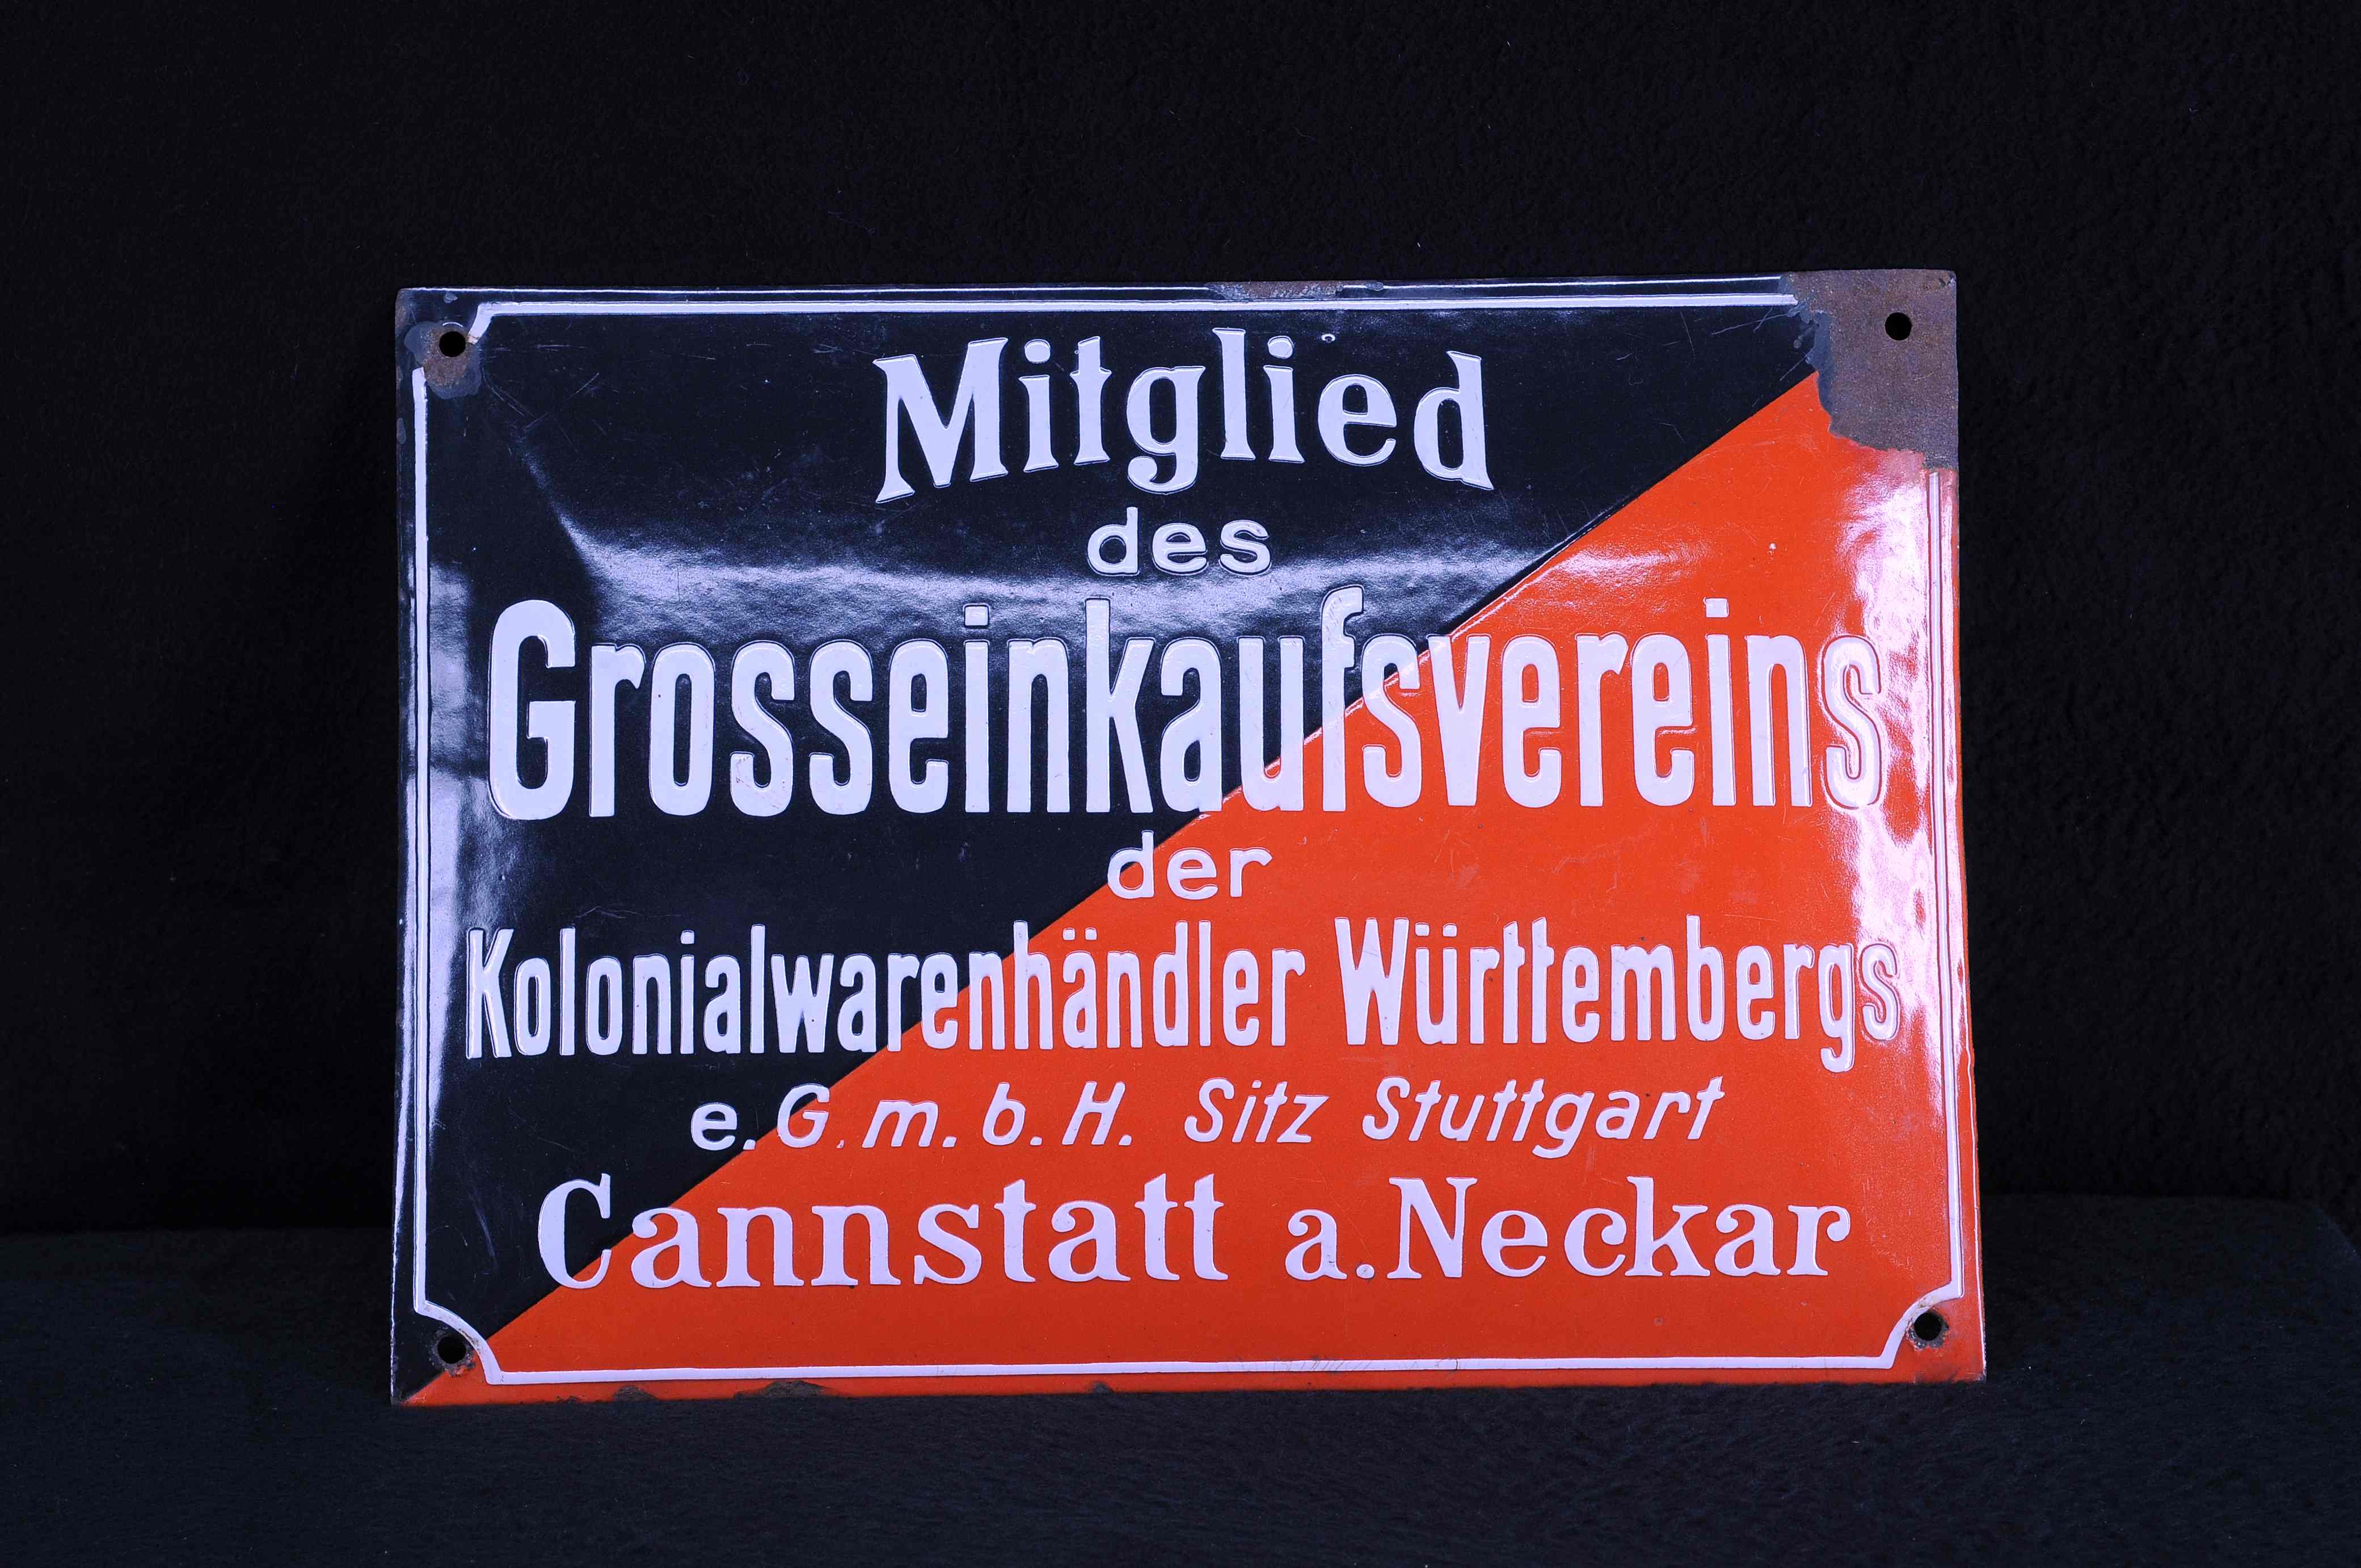 Mitglied
des
Grosseinkaufsvereins
der
Kolonialwarenhändler Württembergs
e. G. m. b. H. Sitz Stuttgart
Cannstatt a. Neckar